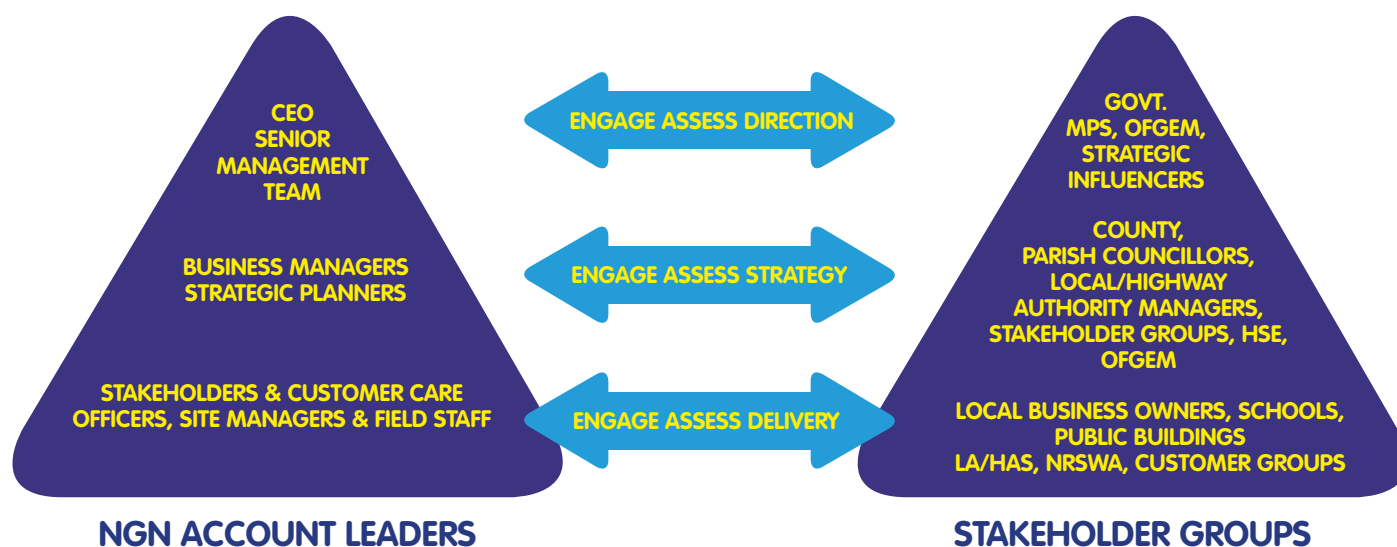 CEO
SENIOR
MANAGEMENT
TEAM
BUSINESS MANAGERS
STRATEGIC PLANNERS
STAKEHOLDERS & CUSTOMER CARE
OFFICERS, SITE MANAGERS & FIELD STAFF
NGN ACCOUNT LEADERS
ENGAGE ASSESS DIRECTION
ENGAGE ASSESS STRATEGY
ENGAGE ASSESS DELIVERY
GOVT.
MPS, OFGEM,
STRATEGIC
INFLUENCERS
COUNTY,
PARISH COUNCILLORS,
LOCAL/HIGHWAY
AUTHORITY MANAGERS,
STAKEHOLDER GROUPS, HSE,
OFGEM
LOCAL BUSINESS OWNERS, SCHOOLS,
PUBLIC BUILDINGS
LA/HAS, NRSWA, CUSTOMER GROUPS
STAKEHOLDER GROUPS